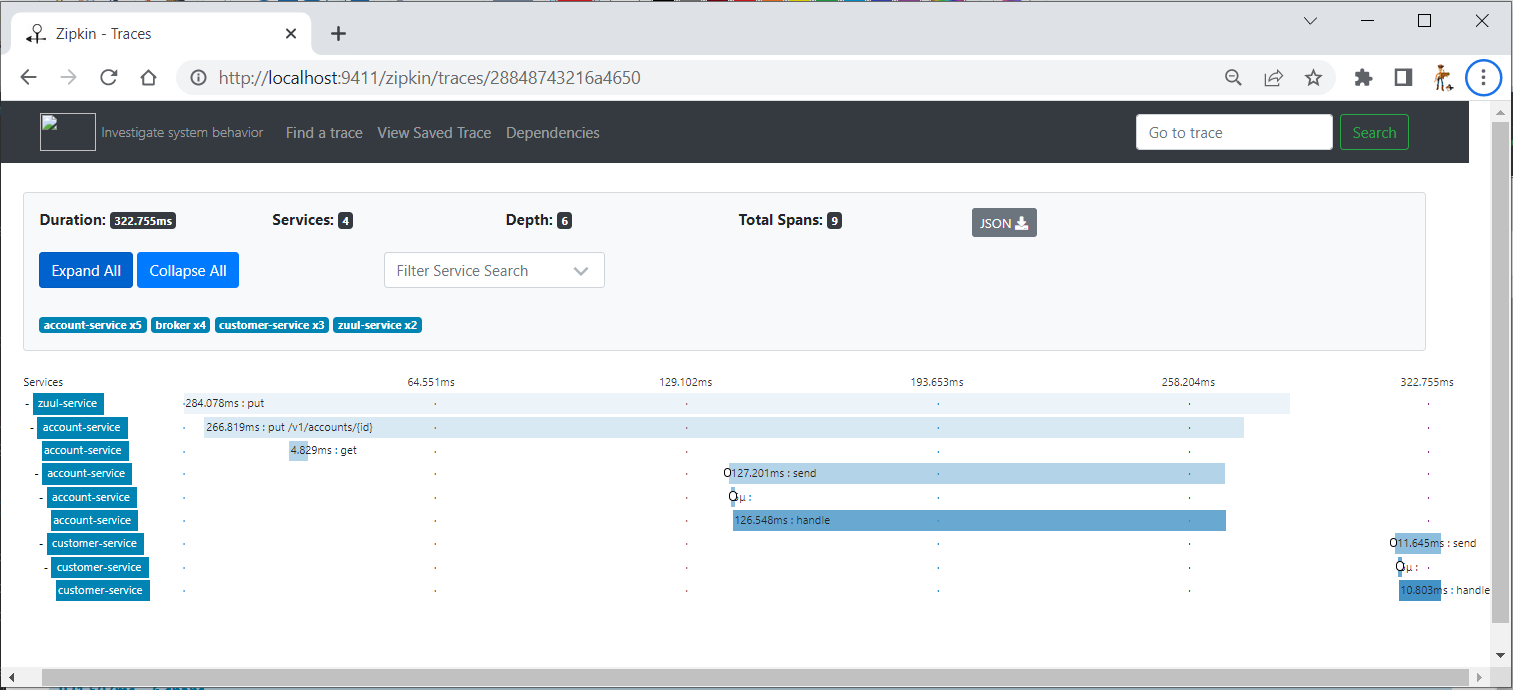 Zipkin - Traces
http://localhost:9411/zipkin/traces/28848743216a4650
Investigate system behavior Find a trace View Saved Trace Dependencies Go to trace Search
Duration: 322.755ms Services: 4 Depth: 6 Total Spans: 9 JSON
Expand All Collapse All Filter Service Search
account-service x5 broker x4 customer-service x3 zuul-service x2
Services 64.551ms 129.102ms 193.653ms 258.204ms 322.755ms
- zuul-service 284.078ms : put
- account-service 266.819ms : put /v1/accounts/{id}
account-service 4.829ms : get
- account-service 127.201ms : send
- account-service μ :
account-service 126.548ms : handle
- customer-service 11.645ms : send
- customer-service μ :
customer-service 10.803ms : handle